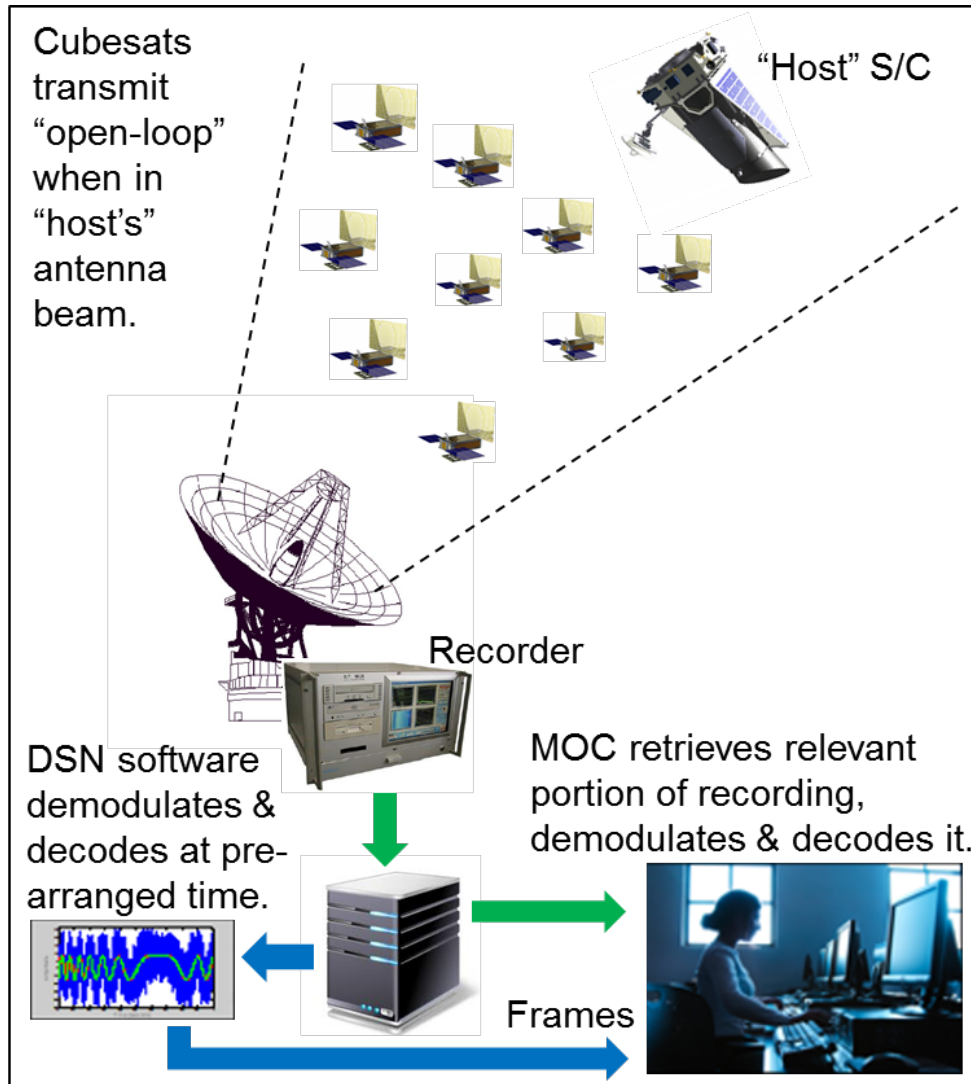 Cubesats
transmit
“open-loop”
when in
“host’s”
antenna
beam.
“Host” S/C
Recorder
DSN software
demodulates &
decodes at pre-
arranged time.
MOC retrieves relevant
portion of recording,
demodulates & decodes it.
Frames